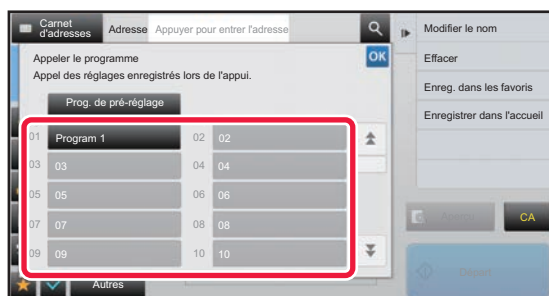 Carnet
d'adresses
Adresse
Appuyer pour entrer l'adresse
Modifier le nom
Appeler le programme
OK
Effacer
Appel des réglages enregistrés lors de l'appui.
Enreg. dans les favoris
Prog. de pré-réglage
Enregistrer dans l'accueil
01 Program 1 02 02
03 03 04 04
05 05 06 06
07 07 08 08
CA
09 09 10 10
Autres